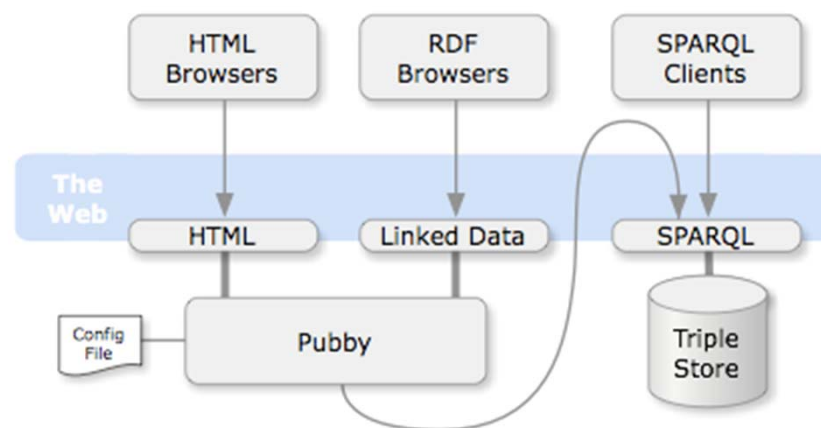 HTML
Browsers
RDF
Browsers
SPARQL
Clients
The
Web
HTML
Linked Data
SPARQL
Config
File
Pubby
Triple
Store